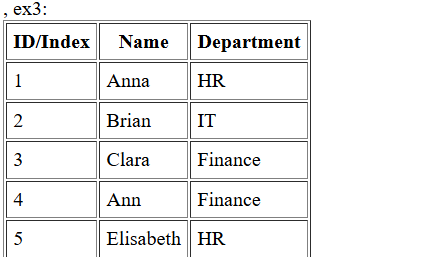 , ex3:
ID/Index Name Department
1 Anna HR
2 Brian IT
3 Clara Finance
4 Ann Finance
5 Elisabeth HR